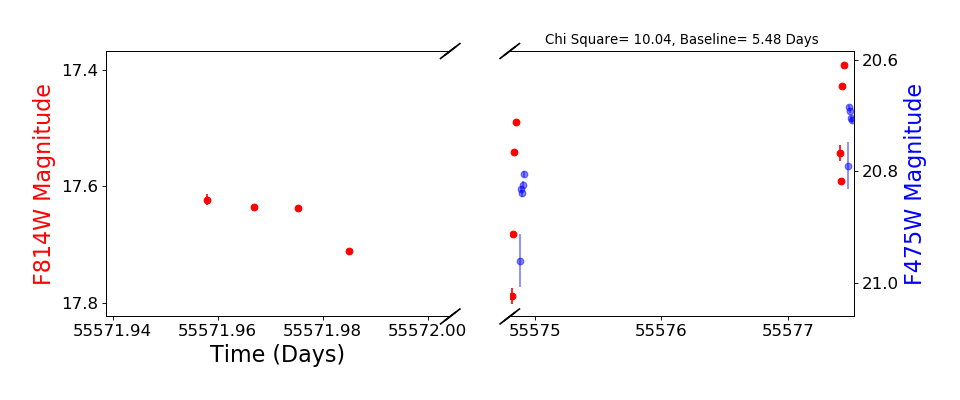 Chi Square= 10.04, Baseline= 5.48 Days
17.4
17.6
17.8
F814W Magnitude
20.6
20.8
21.0
F475W Magnitude
55571.94 55571.96 55571.98 55572.00 55575 55576 55577
Time (Days)